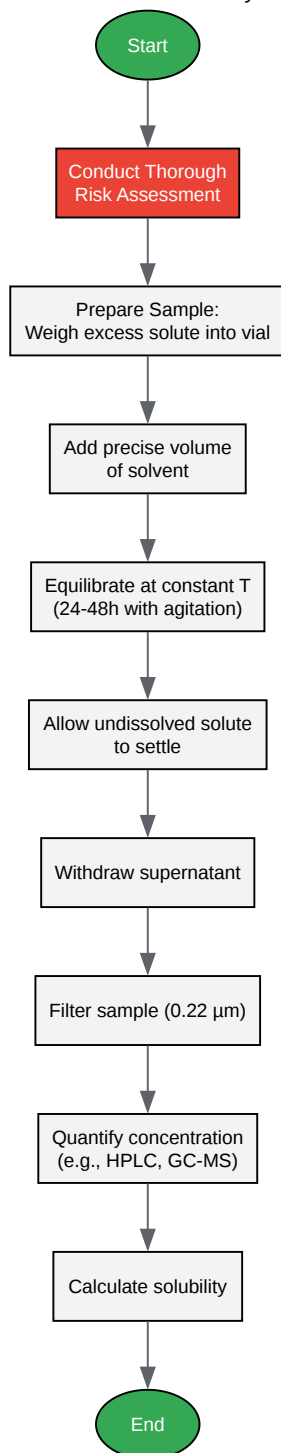 Start
Conduct Thorough
Risk Assessment
Prepare Sample:
Weigh excess solute into vial
Add precise volume
of solvent
Equilibrate at constant T
(24-48h with agitation)
Allow undissolved solute
to settle
Withdraw supernatant
Filter sample (0.22 µm)
Quantify concentration
(e.g., HPLC, GC-MS)
Calculate solubility
End